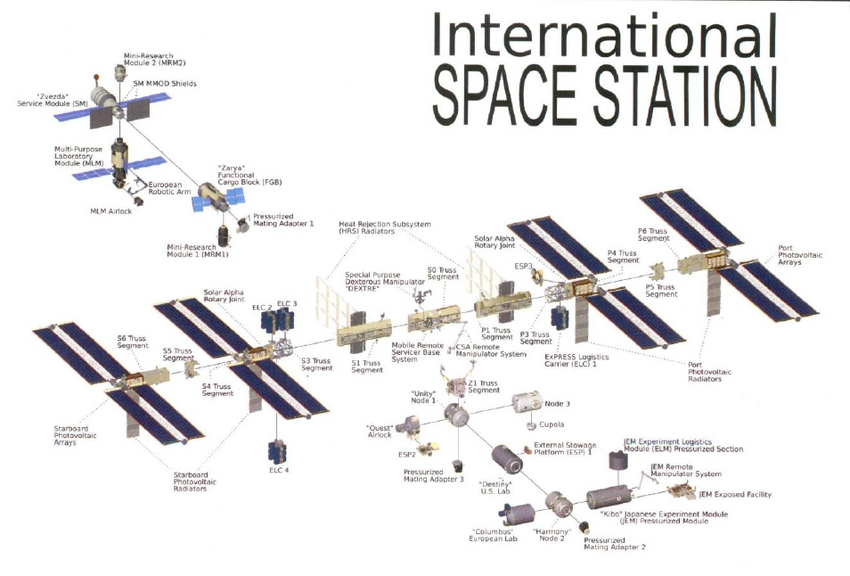 International
SPACE STATION
Mini-Research
Module 2 (MRM2)
SM MMOD Shields
"Zvezda"
Service Module (SM)
Multi-Purpose
Laboratory
Module (MLM)
European
Robotic Arm
MLM Airlock
"Zarya"
Functional
Cargo Block (FGB)
Pressurized
Mating Adapter 1
Mini-Research
Module 1 (MRM1)
Heat Rejection Subsystem
(HRS) Radiators
Special Purpose
Dexterous Manipulator
"DEXTRE"
S0 Truss
Segment
Solar Alpha
Rotary Joint
ESP3
P4 Truss
Segment
P6 Truss
Segment
Port
Photovoltaic
Arrays
P5 Truss
Segment
Solar Alpha
Rotary Joint
ELC 2
ELC 3
S6 Truss
Segment
S5 Truss
Segment
S4 Truss
Segment
S3 Truss
Segment
S1 Truss
Segment
Mobile Remote
Servicer Base
System
CSA Remote
Manipulator System
P1 Truss
Segment
P3 Truss
Segment
ExPRESS Logistics
Carrier (ELC) 1
Port
Photovoltaic
Radiators
Starboard
Photovoltaic
Arrays
Starboard
Photovoltaic
Radiators
ELC 4
Z1 Truss
Segment
"Unity"
Node 1
Node 3
Cupola
"Quest"
Airlock
ESP2
Pressurized
Mating Adapter 3
External Stowage
Platform (ESP) 1
"Destiny"
U.S. Lab
JEM Experiment Logistics
Module (ELM) Pressurized Section
JEM Remote
Manipulator System
JEM Exposed Facility
"Kibo" Japanese Experiment Module
(JEM) Pressurized Module
"Columbus"
European Lab
"Harmony"
Node 2
Pressurized
Mating Adapter 2